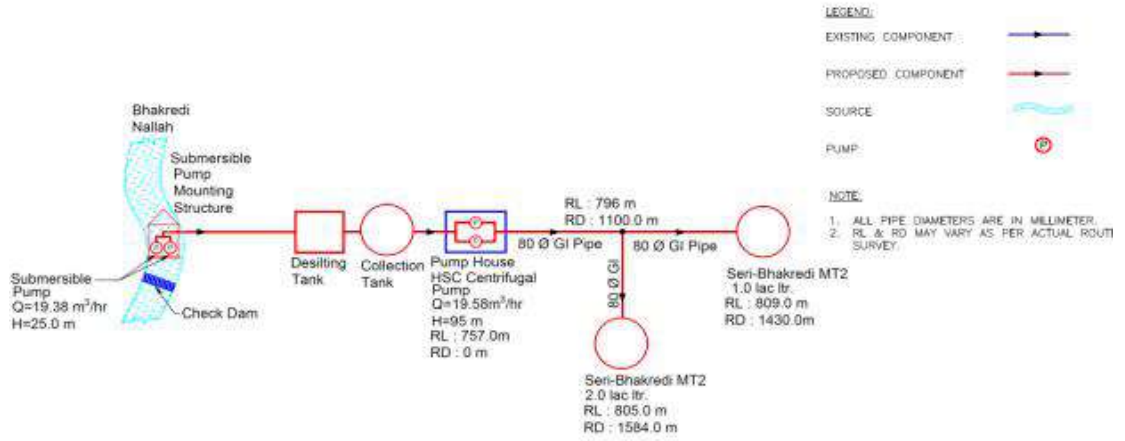 LEGEND:
EXISTING COMPONENT
PROPOSED COMPONENT
SOURCE
PUMP
P
NOTE:
1. ALL PIPE DIAMETERS ARE IN MILLIMETER.
2. RL & RD MAY VARY AS PER ACTUAL ROUTE
SURVEY.
Bhakredi
Nallah
Submersible
Pump
Mounting
Structure
P P
Submersible
Pump
Q=19.38 m³/hr
H=25.0 m
Check Dam
Desilting
Tank
Collection
Tank
P
P
Pump House
HSC Centrifugal
Pump
Q=19.58m³/hr
H=95 m
RL : 757.0m
RD : 0 m
80 Ø GI Pipe
RL : 796 m
RD : 1100.0 m
80 Ø GI Pipe
80 Ø GI
Seri-Bhakredi MT2
1.0 lac ltr.
RL : 809.0 m
RD : 1430.0m
Seri-Bhakredi MT2
2.0 lac ltr.
RL : 805.0 m
RD : 1584.0m